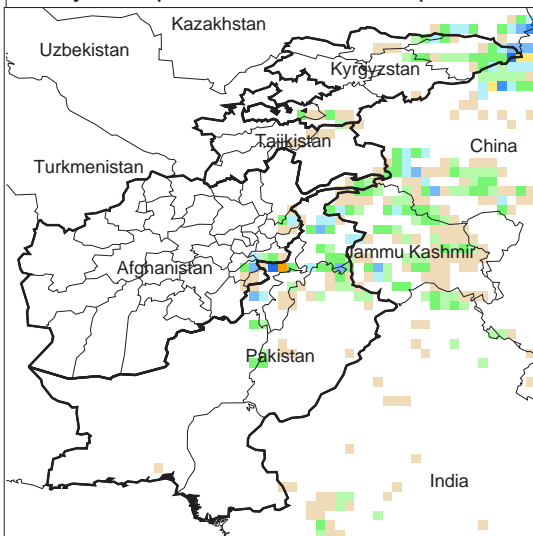 Kazakhstan
Uzbekistan
Kyrgyzstan
Tajikistan
China
Turkmenistan
Jammu Kashmir
Afghanistan
Pakistan
India